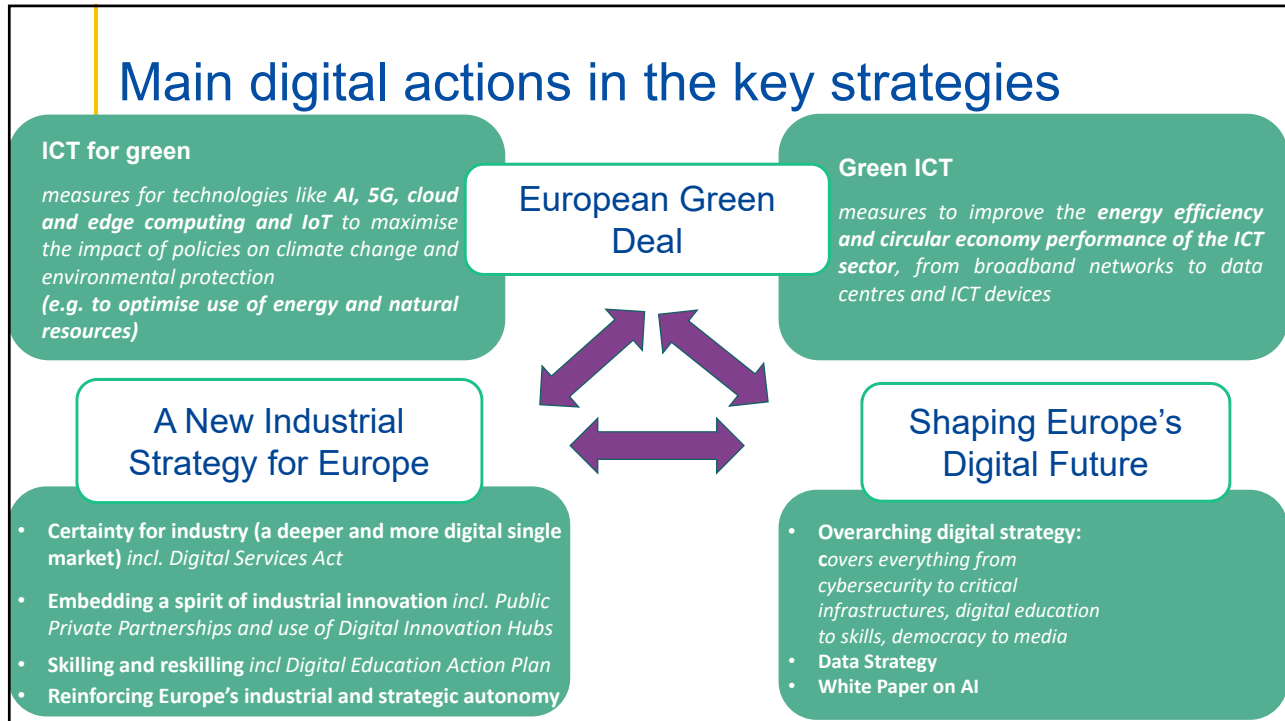 Main digital actions in the key strategies
ICT for green
measures for technologies like AI, 5G, cloud
and edge computing and IoT to maximise
the impact of policies on climate change and
environmental protection
(e.g. to optimise use of energy and natural
resources)
European Green
Deal
Green ICT
measures to improve the energy efficiency
and circular economy performance of the ICT
sector, from broadband networks to data
centres and ICT devices
A New Industrial
Strategy for Europe
• Certainty for industry (a deeper and more digital single
market) incl. Digital Services Act
• Embedding a spirit of industrial innovation incl. Public
Private Partnerships and use of Digital Innovation Hubs
• Skilling and reskilling incl Digital Education Action Plan
• Reinforcing Europe’s industrial and strategic autonomy
Shaping Europe’s
Digital Future
• Overarching digital strategy:
covers everything from
cybersecurity to critical
infrastructures, digital education
to skills, democracy to media
• Data Strategy
• White Paper on AI